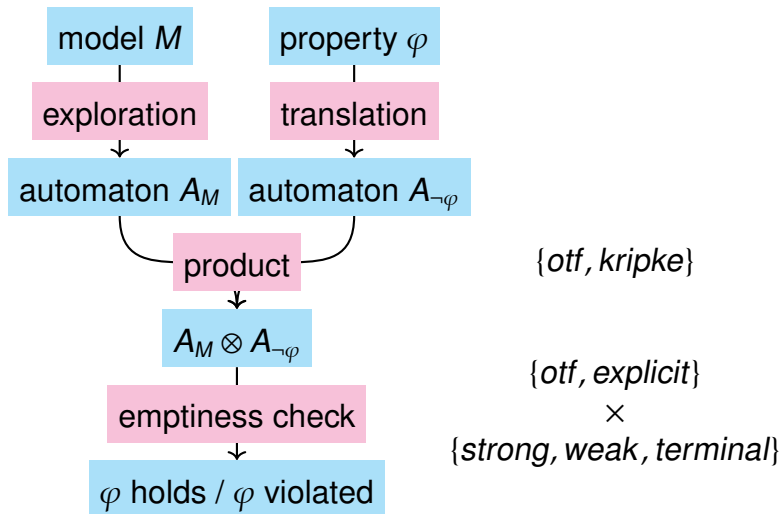 model M
property φ
exploration
translation
automaton A_M
automaton A_¬φ
product
{otf, kripke}
A_M ⊗ A_¬φ
{otf, explicit}
emptiness check
×
{strong, weak, terminal}
φ holds / φ violated